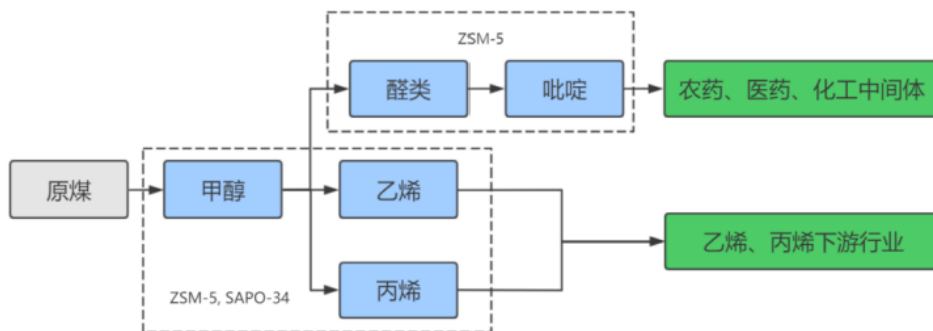 ZSM-5
醛类
吡啶
农药、医药、化工中间体
原煤
甲醇
乙烯
乙烯、丙烯下游行业
丙烯
ZSM-5, SAPO-34